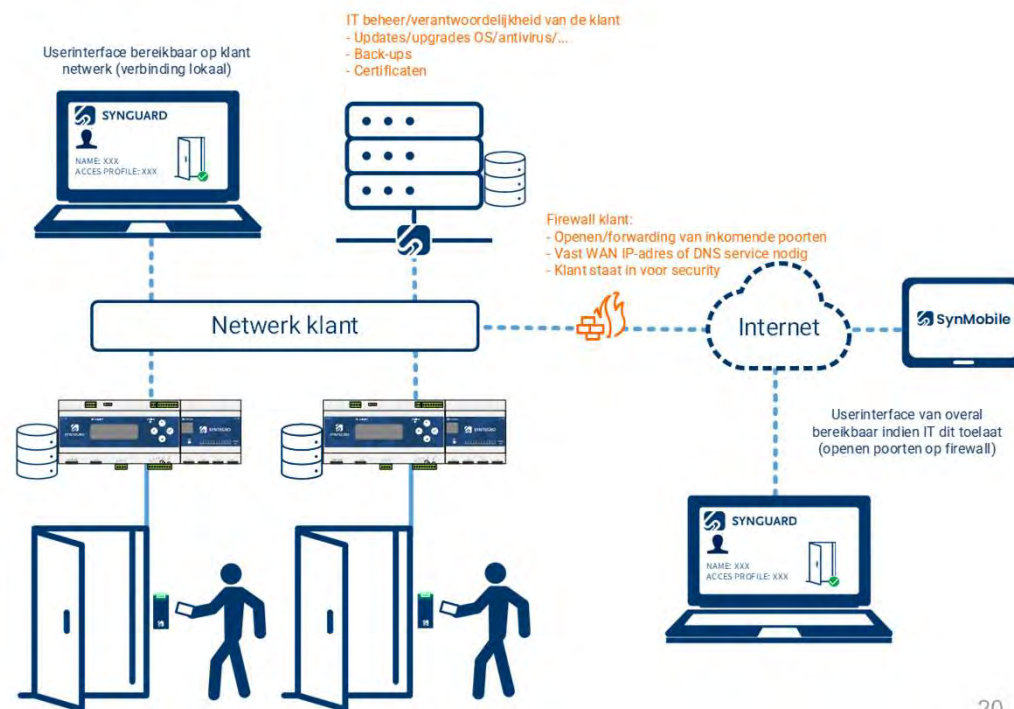 IT beheer/verantwoordelijkheid van de klant
- Updates/upgrades OS/antivirus/...
- Back-ups
- Certificaten
Userinterface bereikbaar op klant
netwerk (verbinding lokaal)
SYNGUARD
NAME: XXX
ACCES PROFILE: XXX
Firewall klant:
- Openen/forwarding van inkomende poorten
- Vast WAN IP-adres of DNS service nodig
- Klant staat in voor security
Netwerk klant
Internet
SynMobile
Userinterface van overal
bereikbaar indien IT dit toelaat
(openen poorten op firewall)
SYNGUARD
NAME: XXX
ACCES PROFILE: XXX
20